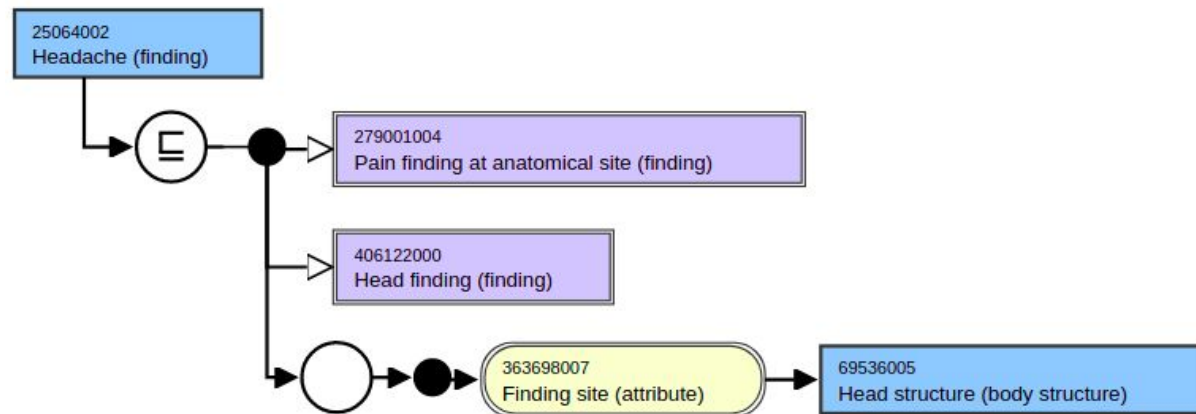 25064002
Headache (finding)
⊑
279001004
Pain finding at anatomical site (finding)
406122000
Head finding (finding)
363698007
Finding site (attribute)
69536005
Head structure (body structure)